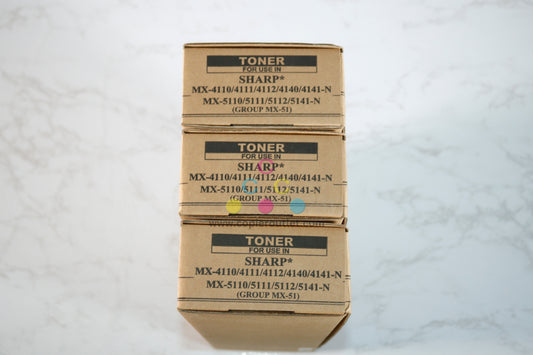 TONER
FOR USE IN
SHARP*
MX-4110/4111/4112/4140/4141-N
MX-5110/5111/5112/5141-N
(GROUP MX-51)
TONER
FOR USE IN
SHARP*
MX-4110/4111/4112/4140/4141-N
MX-5110/5111/5112/5141-N
(GROUP MX-51)
www.copieroutlet.com
TONER
FOR USE IN
SHARP*
MX-4110/4111/4112/4140/4141-N
MX-5110/5111/5112/5141-N
(GROUP MX-51)